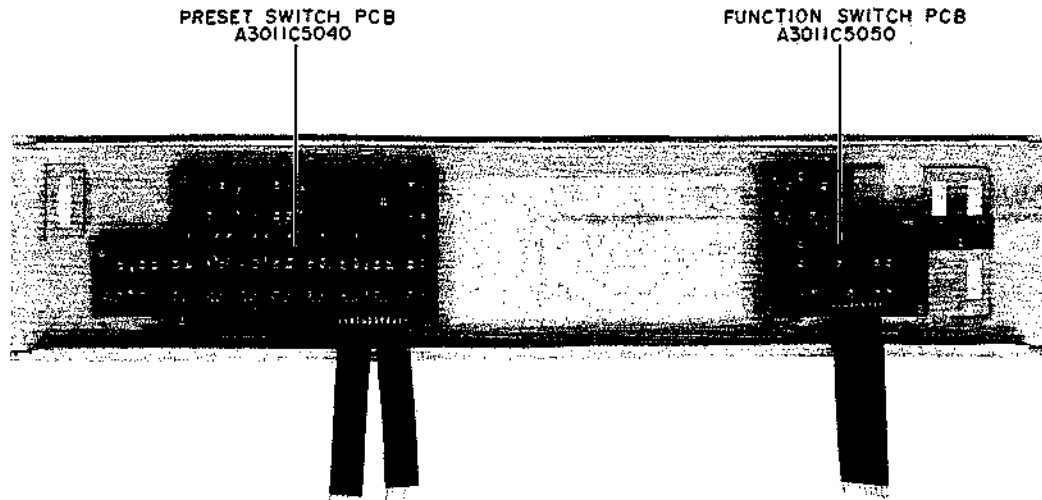 PRESET SWITCH PCB
A3011C5040
FUNCTION SWITCH PCB
A3011C5050